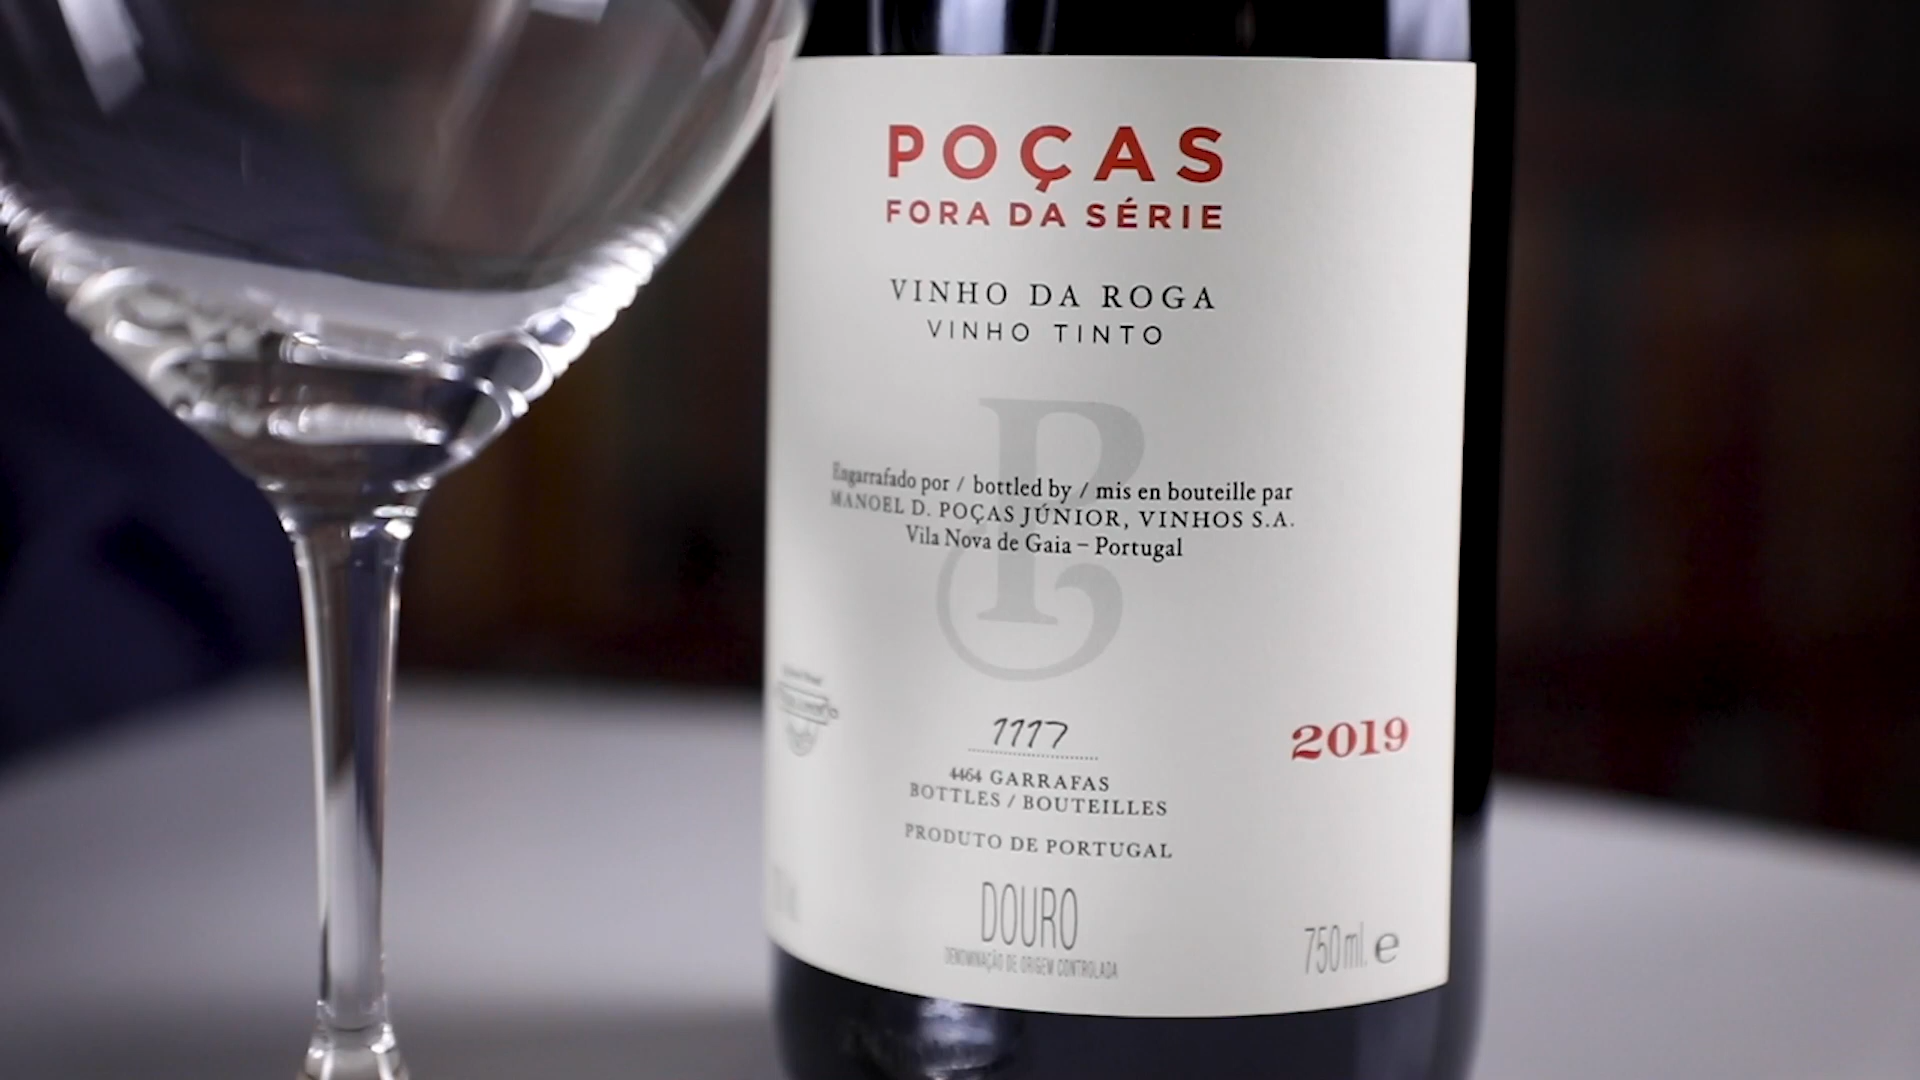 POÇAS
FORA DA SÉRIE
VINHO DA ROGA
VINHO TINTO
Engarrafado por / bottled by / mis en bouteille par
MANOEL D. POÇAS JÚNIOR, VINHOS S.A.
Vila Nova de Gaia – Portugal
1117
2019
4464 GARRAFAS
BOTTLES / BOUTEILLES
PRODUTO DE PORTUGAL
DOURO
DENOMINAÇÃO DE ORIGEM CONTROLADA
750 ml. e